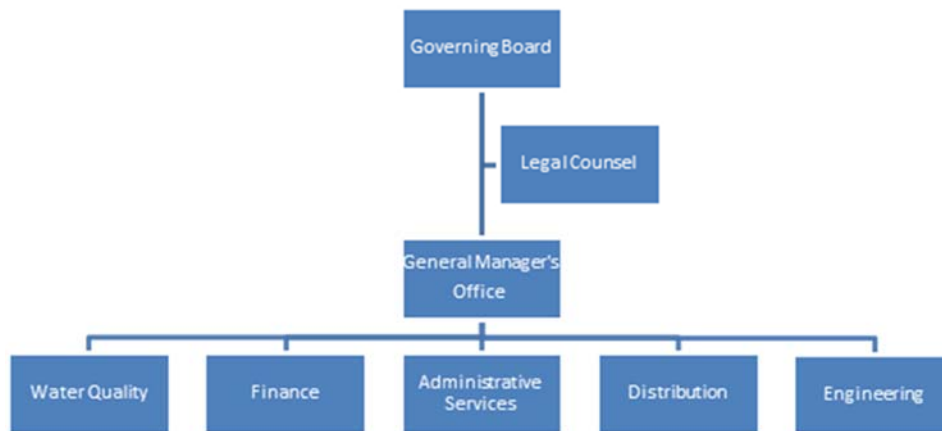 Governing Board
Legal Counsel
General Manager's
Office
Water Quality
Finance
Administrative
Services
Distribution
Engineering